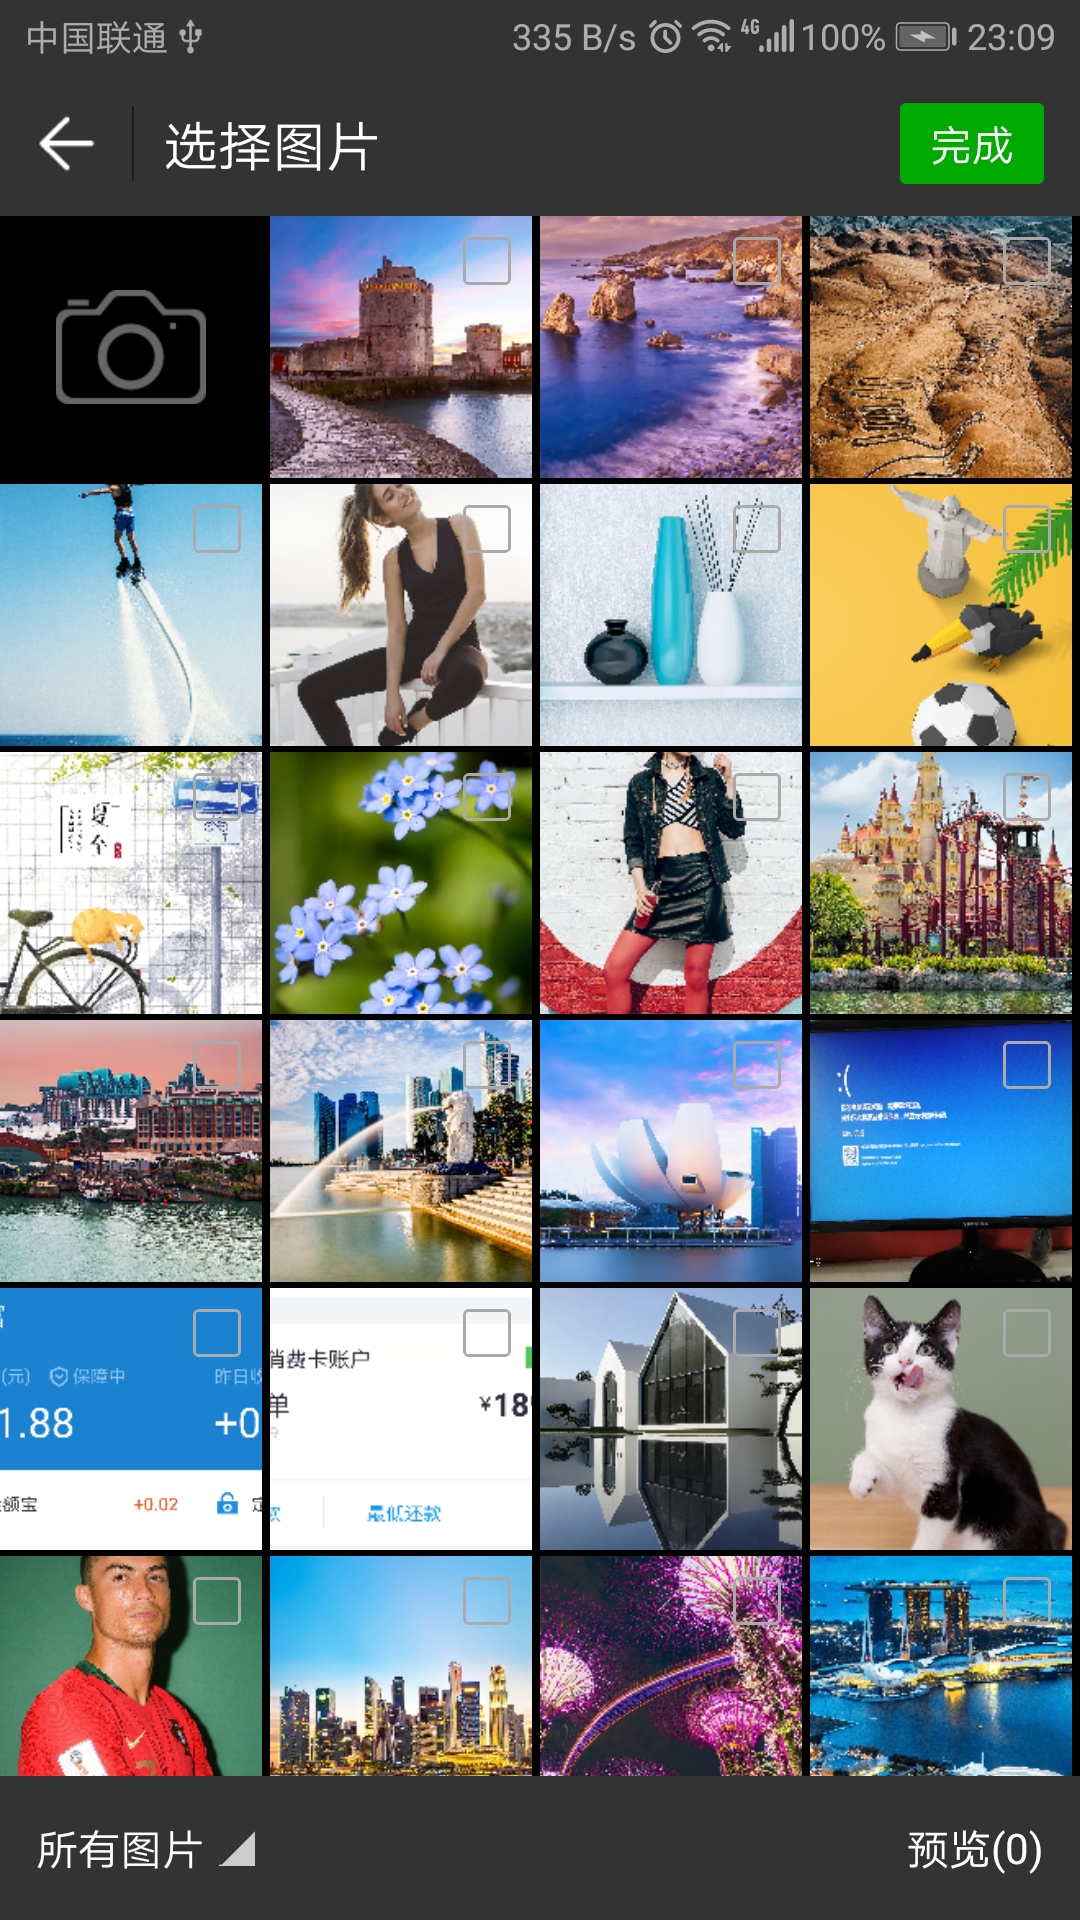 中国联通
335 B/s 4G 100% 23:09
选择图片
完成
夏
至
:(
(元) 保障中 昨日收
1.88 +0
额宝 +0.02
消费卡账户
单 ¥18
款 最低还款
所有图片
预览(0)